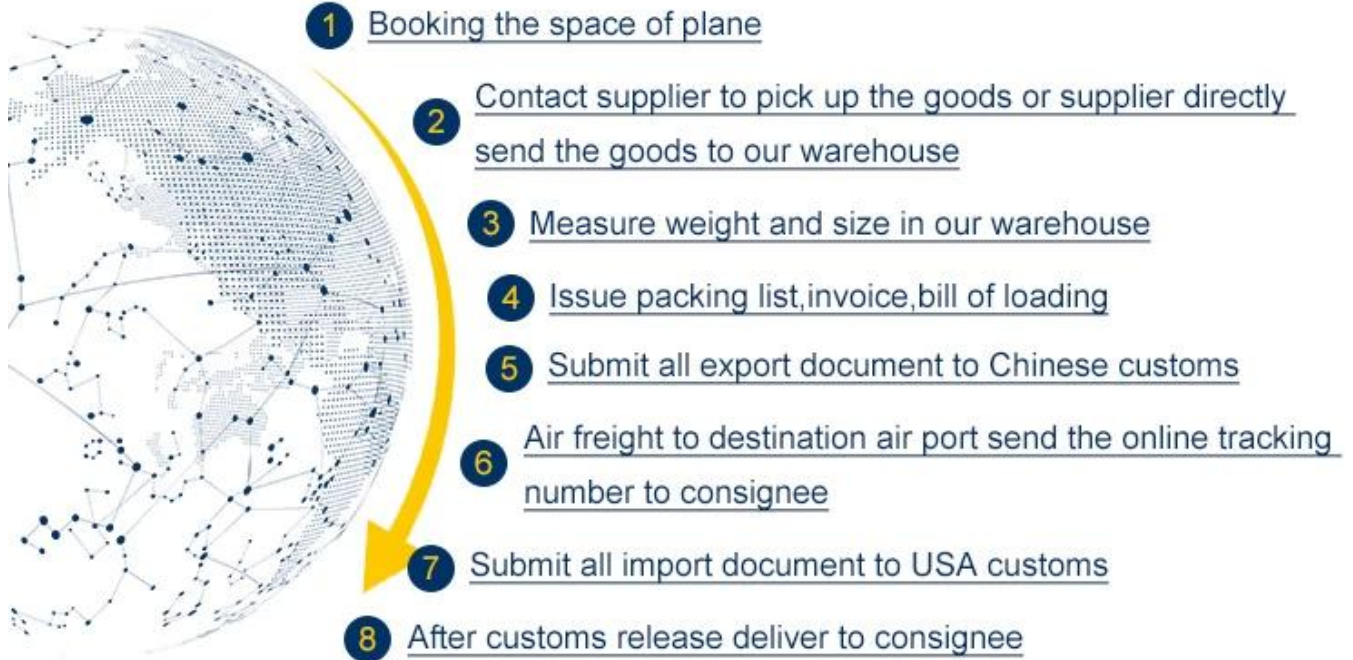 1 Booking the space of plane
2 Contact supplier to pick up the goods or supplier directly
send the goods to our warehouse
3 Measure weight and size in our warehouse
4 Issue packing list,invoice,bill of loading
5 Submit all export document to Chinese customs
6 Air freight to destination air port send the online tracking
number to consignee
7 Submit all import document to USA customs
8 After customs release deliver to consignee